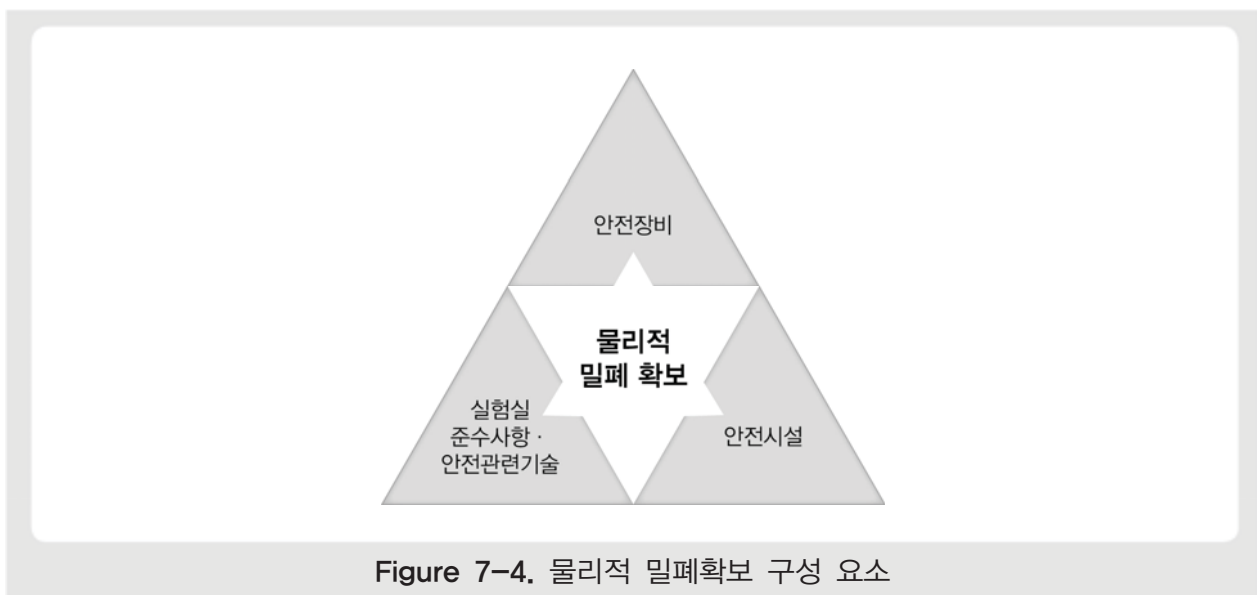 안전장비
물리적
밀폐 확보
실험실
준수사항 ·
안전관련기술
안전시설
Figure 7-4. 물리적 밀폐확보 구성 요소